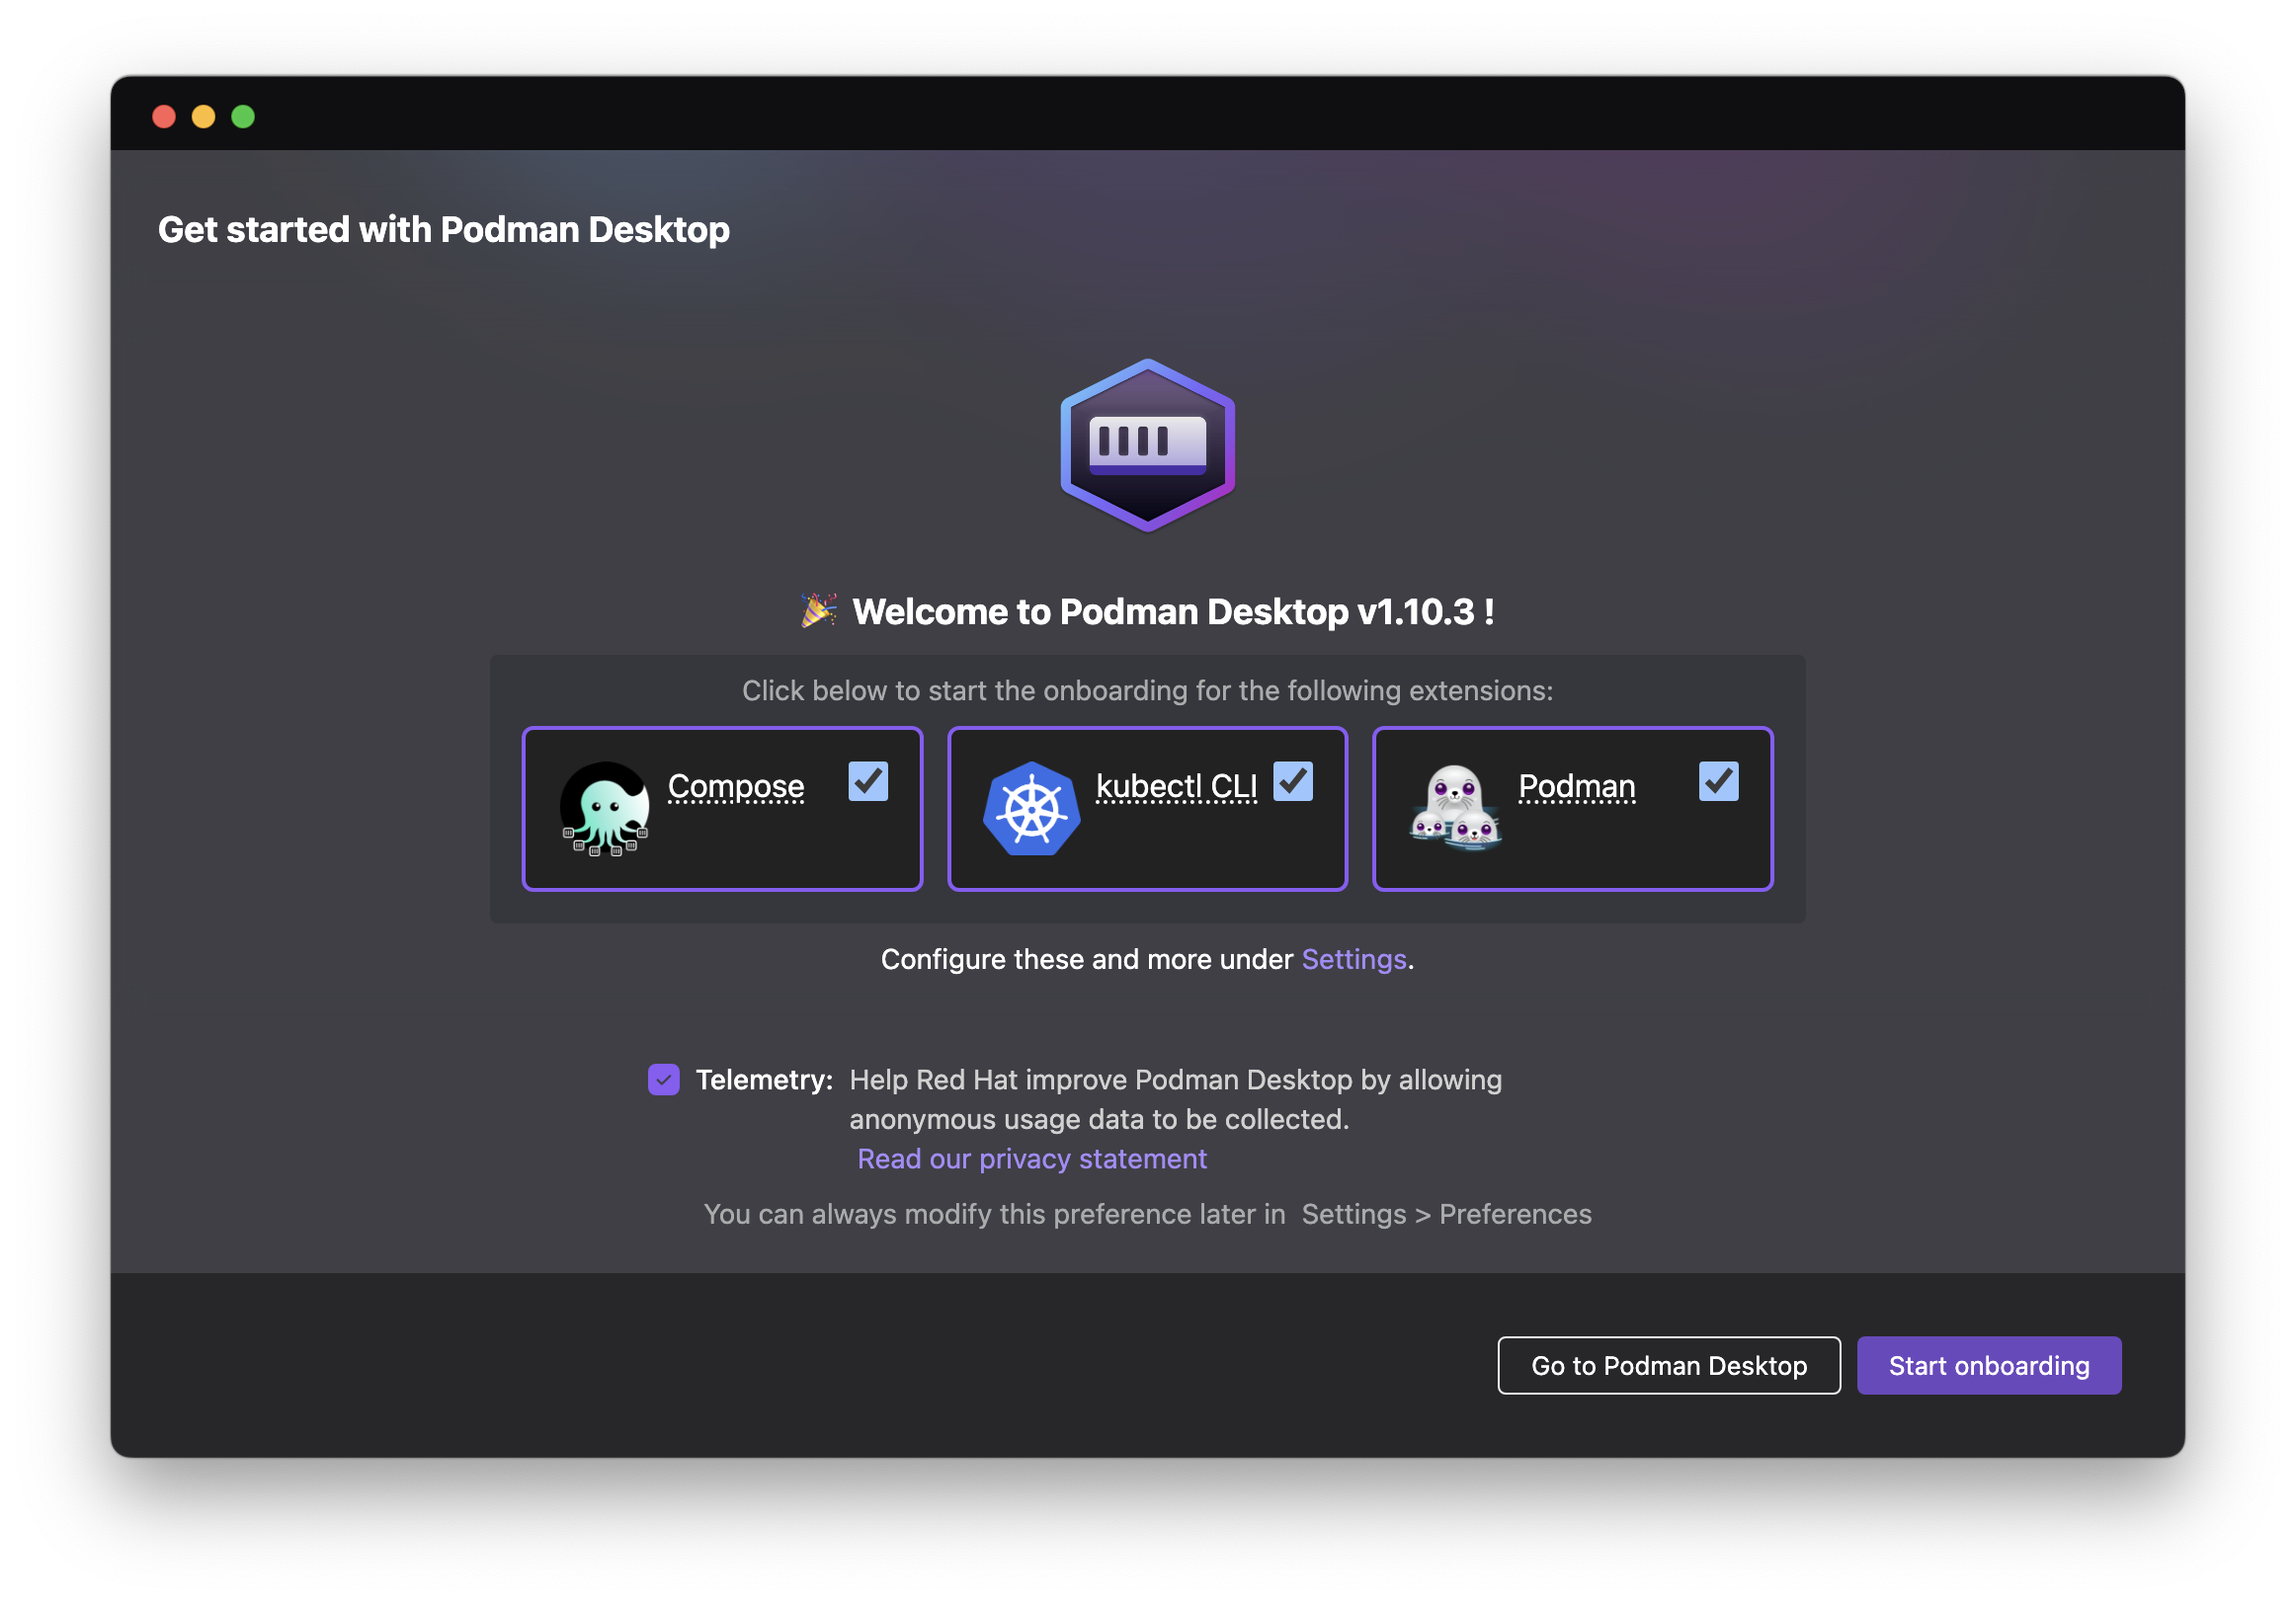 Get started with Podman Desktop
🎉 Welcome to Podman Desktop v1.10.3 !
Click below to start the onboarding for the following extensions:
Compose
kubectl CLI
Podman
Configure these and more under Settings.
Telemetry: Help Red Hat improve Podman Desktop by allowing
anonymous usage data to be collected.
Read our privacy statement
You can always modify this preference later in Settings > Preferences
Go to Podman Desktop
Start onboarding